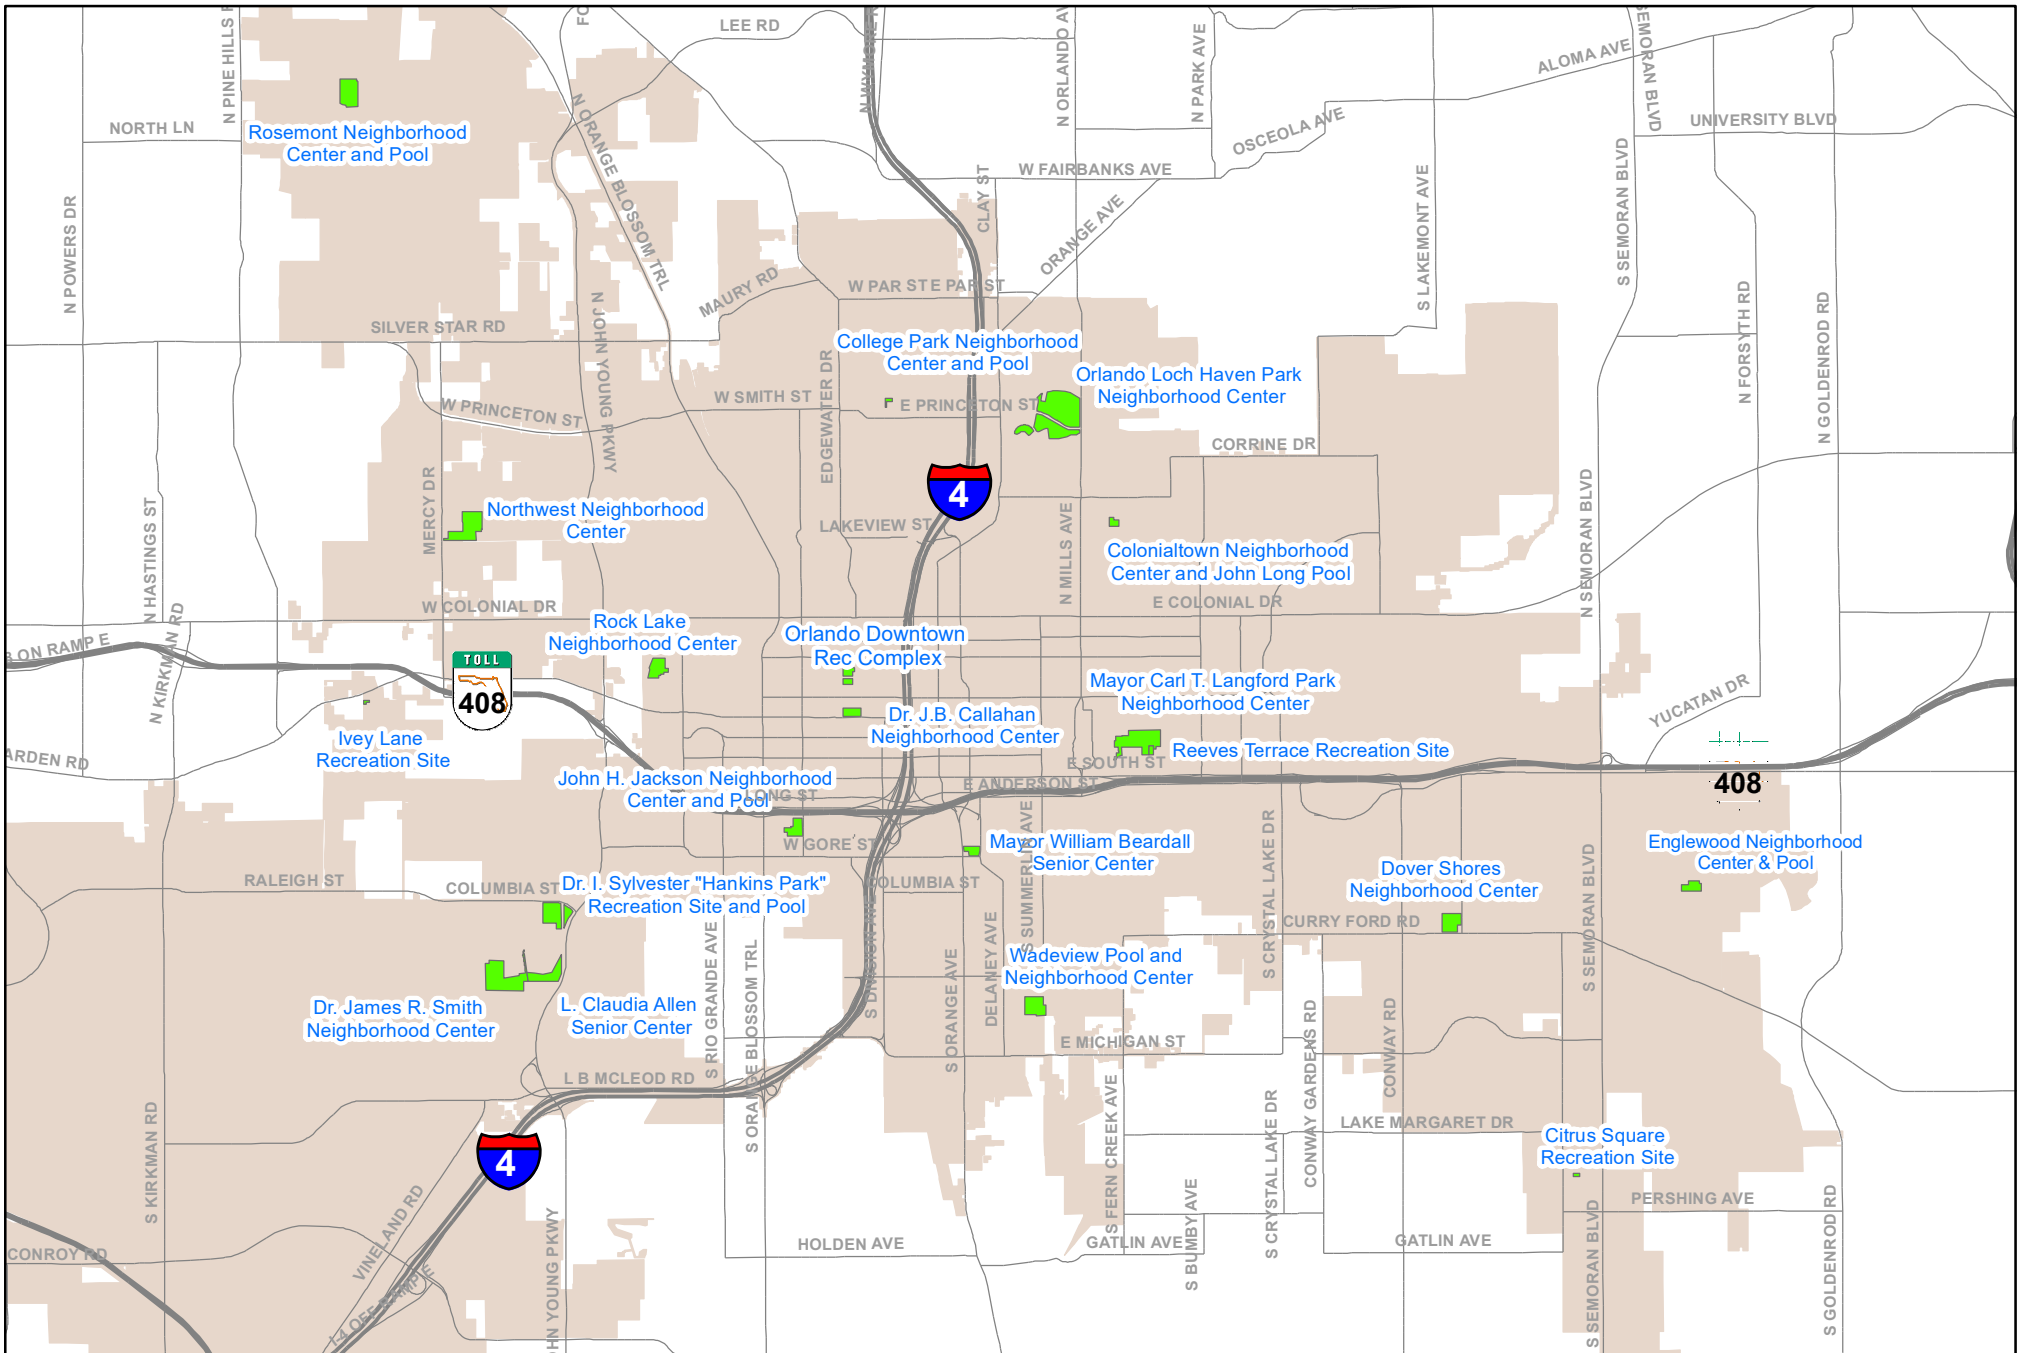 LEE RD
N PINE HILLS
N ORLANDO AV
N PARK AVE
ALOMA AVE
SEMORAN BLVD
NORTH LN
Rosemont Neighborhood
Center and Pool
N ORANGE BLOSSOM TRL
OSCEOLA AVE
UNIVERSITY BLVD
W FAIRBANKS AVE
CLAY ST
ORANGE AVE
S LAKEMONT AVE
S SEMORAN BLVD
N POWERS DR
MAURY RD
W PAR ST
E PAR ST
N FORSYTH RD
N GOLDENROD RD
SILVER STAR RD
N JOHN YOUNG PKWY
College Park Neighborhood
Center and Pool
Orlando Loch Haven Park
Neighborhood Center
EDGEWATER DR
W SMITH ST
W PRINCETON ST
E PRINCETON ST
CORRINE DR
4
MERCY DR
Northwest Neighborhood
Center
LAKEVIEW ST
N HASTINGS ST
N MILLS AVE
N SEMORAN BLVD
Colonialtown Neighborhood
Center and John Long Pool
W COLONIAL DR
E COLONIAL DR
Rock Lake
Neighborhood Center
Orlando Downtown
Rec Complex
ON RAMP E
N KIRKMAN RD
TOLL
408
Mayor Carl T. Langford Park
Neighborhood Center
YUCATAN DR
Dr. J.B. Callahan
Neighborhood Center
Ivey Lane
Recreation Site
ARDEN RD
Reeves Terrace Recreation Site
E SOUTH ST
E ANDERSON ST
408
John H. Jackson Neighborhood
Center and Pool
LONG ST
W GORE ST
Mayor William Beardall
Senior Center
S SUMMERLIN AVE
S CRYSTAL LAKE DR
Englewood Neighborhood
Center & Pool
Dover Shores
Neighborhood Center
S SEMORAN BLVD
RALEIGH ST
COLUMBIA ST
Dr. I. Sylvester "Hankins Park"
Recreation Site and Pool
COLUMBIA ST
CURRY FORD RD
S RIO GRANDE AVE
S ORANGE BLOSSOM TRL
S DIVISION AVE
S ORANGE AVE
DELANEY AVE
Wadeview Pool and
Neighborhood Center
Dr. James R. Smith
Neighborhood Center
L. Claudia Allen
Senior Center
E MICHIGAN ST
CONWAY GARDENS RD
CONWAY RD
L B MCLEOD RD
S FERN CREEK AVE
S CRYSTAL LAKE DR
LAKE MARGARET DR
Citrus Square
Recreation Site
4
S KIRKMAN RD
VINELAND RD
S BUMBY AVE
PERSHING AVE
S GOLDENROD RD
CONROY RD
HOLDEN AVE
GATLIN AVE
GATLIN AVE
S SEMORAN BLVD
I-4 OFF RAMP E
HN YOUNG PKWY